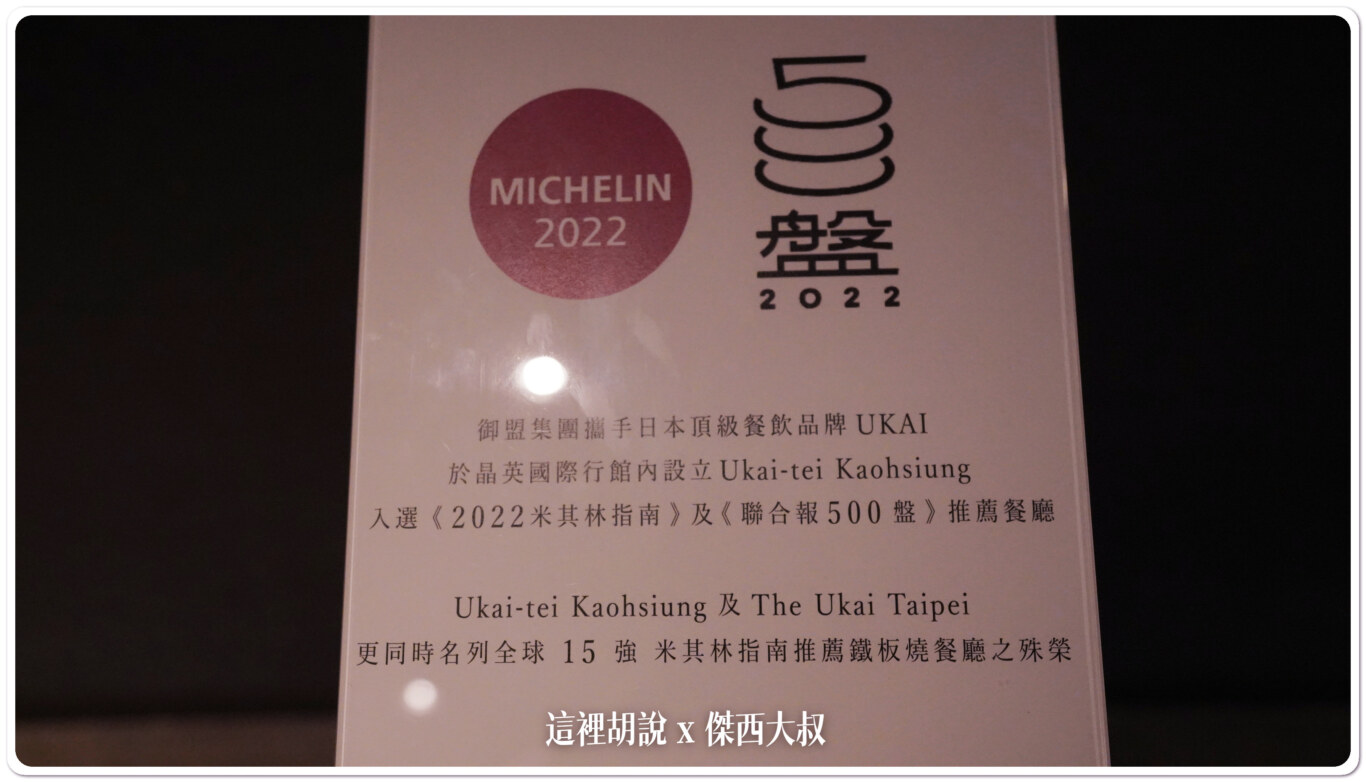 MICHELIN
2022
500
盤
2022
御盟集團攜手日本頂級餐飲品牌 UKAI
於晶英國際行館內設立 Ukai-tei Kaohsiung
入選《2022米其林指南》及《聯合報500盤》推薦餐廳
Ukai-tei Kaohsiung 及 The Ukai Taipei
更同時名列全球 15 強 米其林指南推薦鐵板燒餐廳之殊榮
這裡胡說 x 傑西大叔